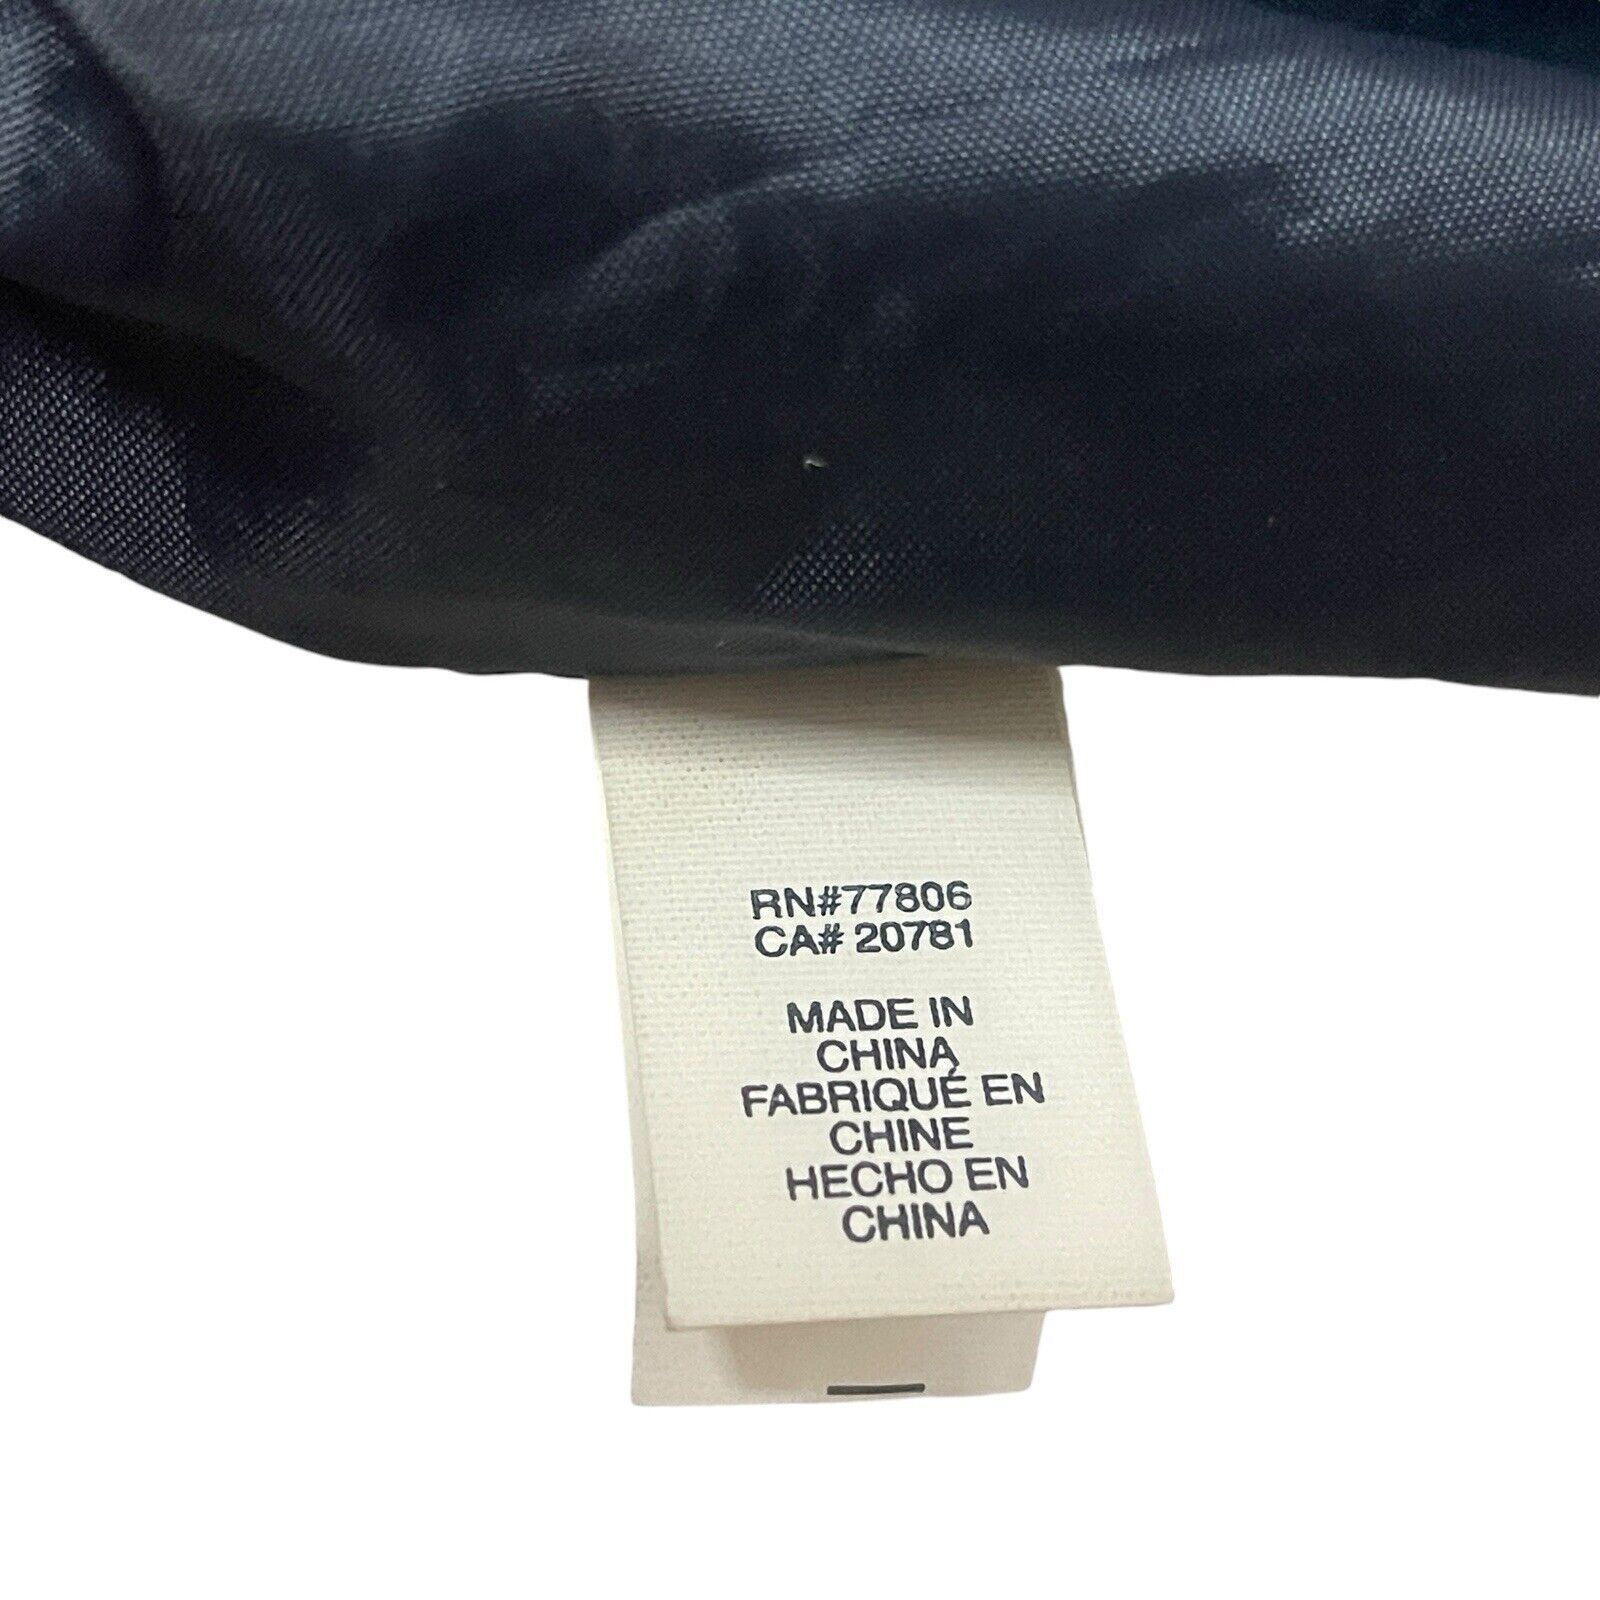 RN#77806
CA# 20781
MADE IN
CHINA
FABRIQUÉ EN
CHINE
HECHO EN
CHINA